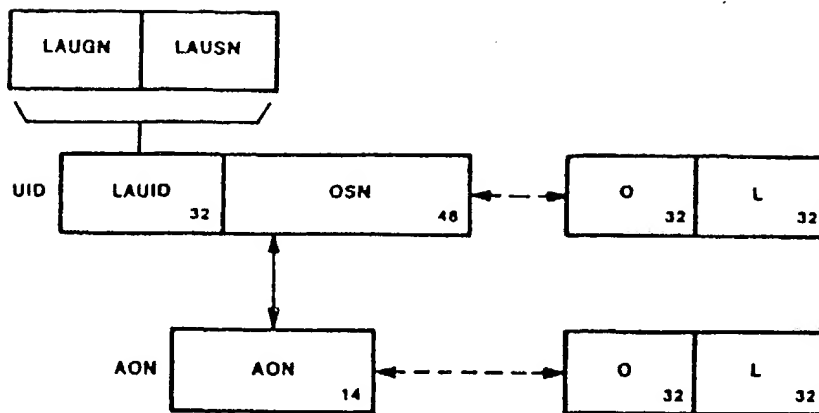 LAUGN LAUSN
UID LAUID 32 OSN 48 O 32 L 32
AON AON 14 O 32 L 32